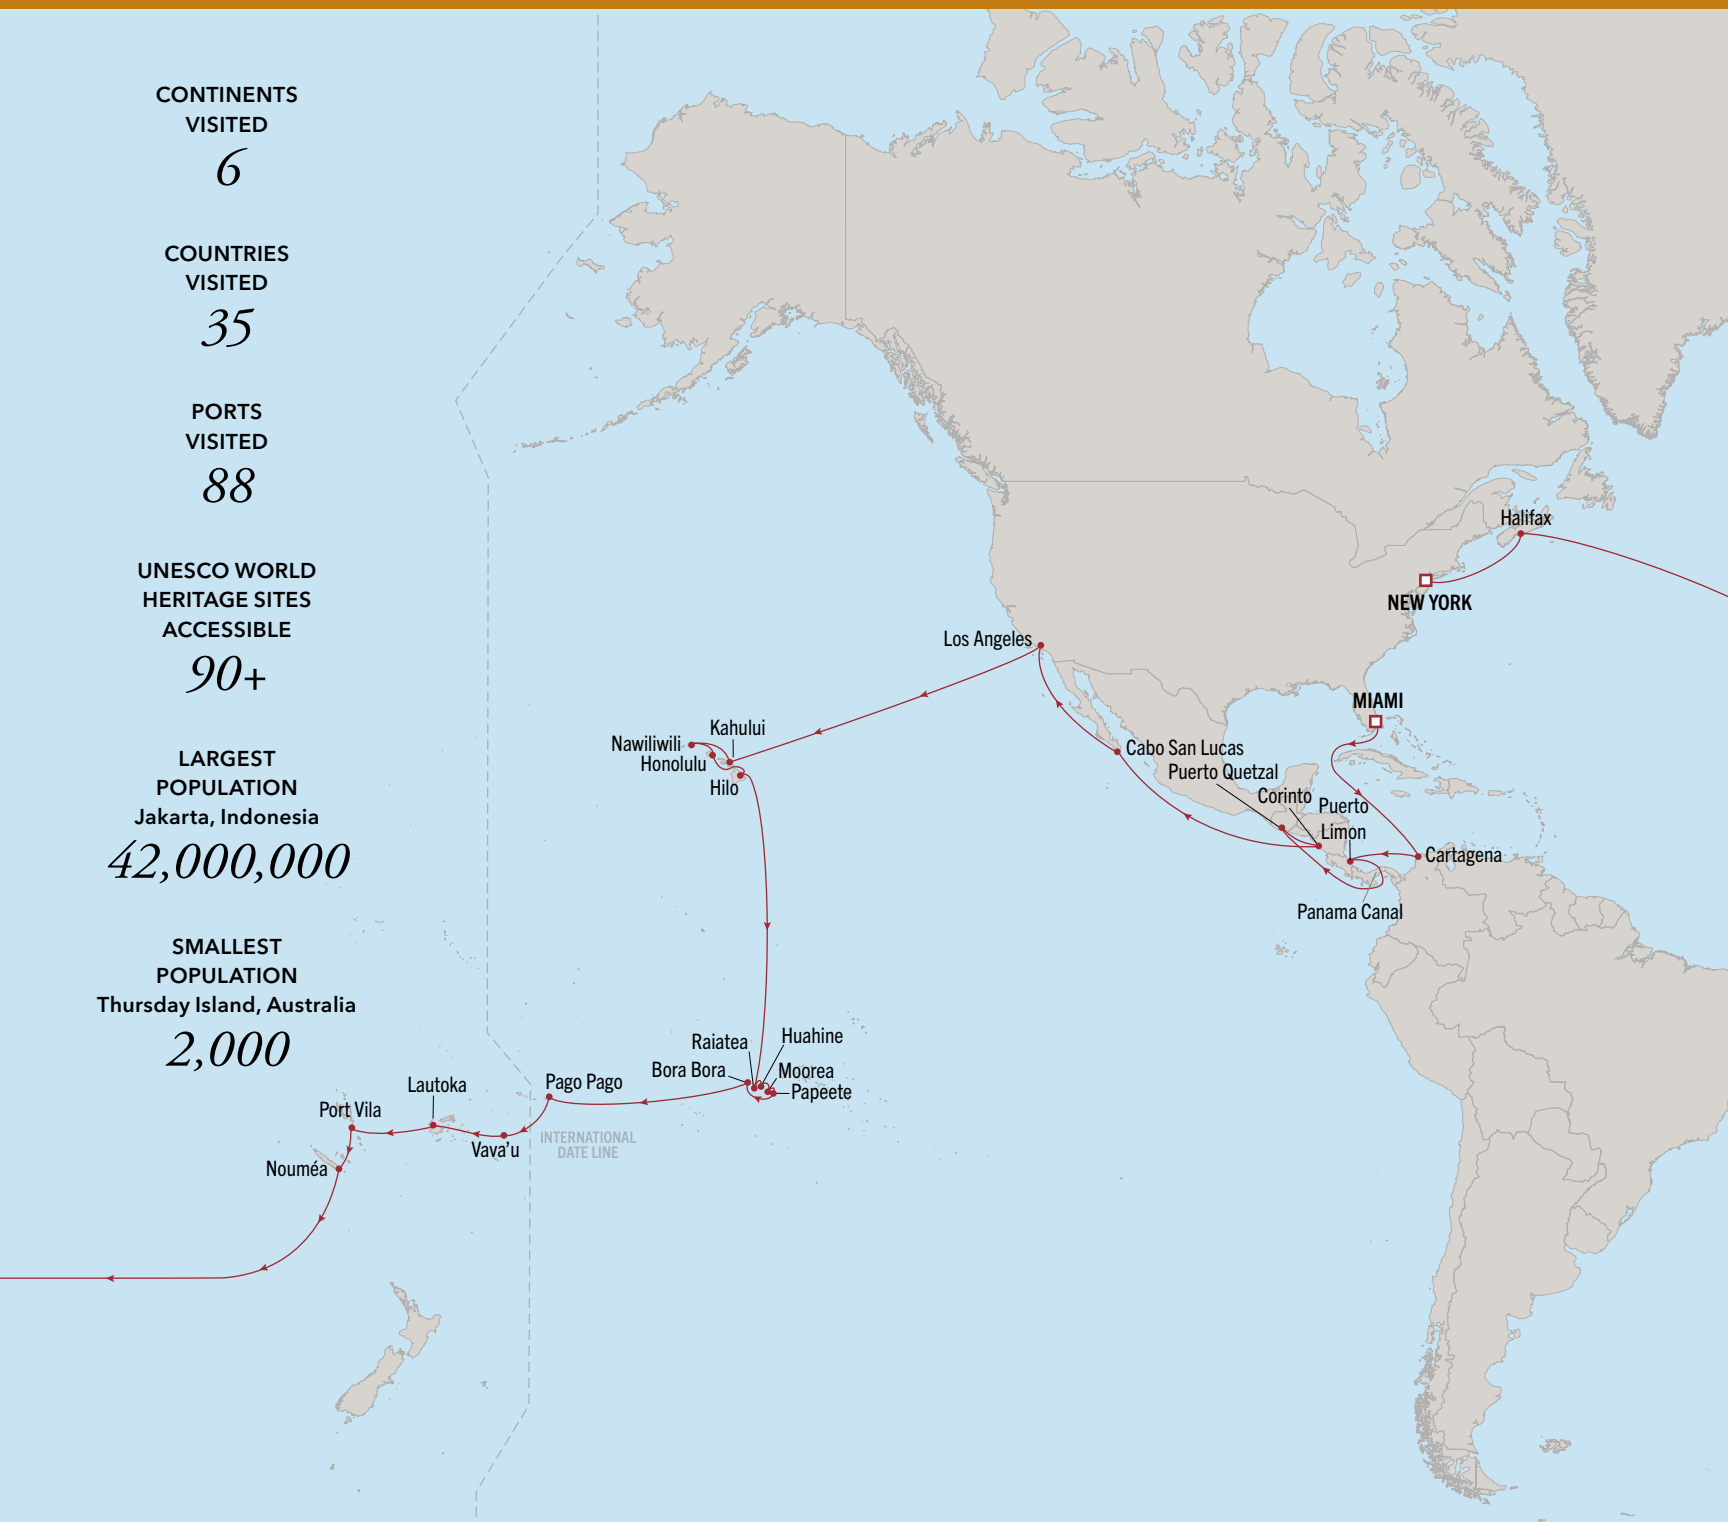 CONTINENTS
VISITED
6
COUNTRIES
VISITED
35
PORTS
VISITED
88
UNESCO WORLD
HERITAGE SITES
ACCESSIBLE
90+
LARGEST
POPULATION
Jakarta, Indonesia
42,000,000
SMALLEST
POPULATION
Thursday Island, Australia
2,000
Halifax
NEW YORK
Los Angeles
MIAMI
Kahului
Nawiliwili
Honolulu
Hilo
Cabo San Lucas
Puerto Quetzal
Corinto
Puerto
Limon
Cartagena
Panama Canal
Raiatea
Huahine
Bora Bora
Moorea
Papeete
Pago Pago
Lautoka
Port Vila
Vava’u
INTERNATIONAL
DATE LINE
Nouméa